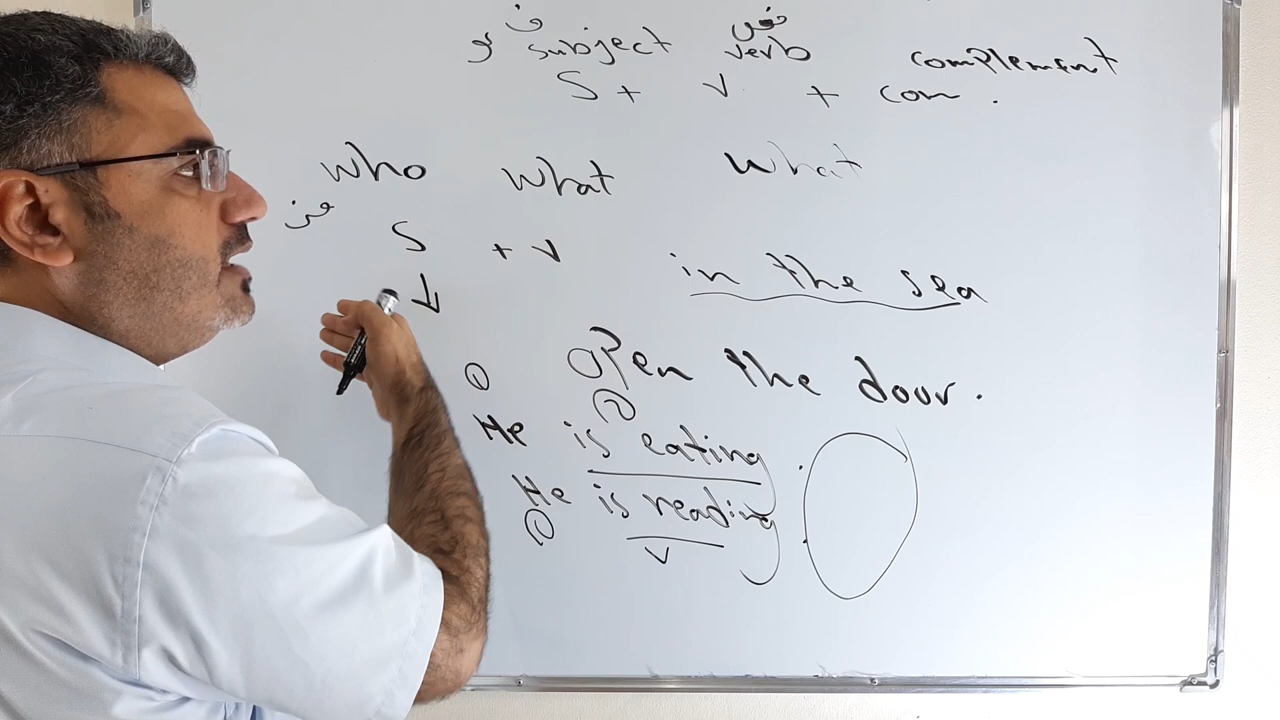 subject verb complement
S + V + com .
who what what
S + V
in the sea
①
open the door.
②
He is eating .
He is reading .
① V